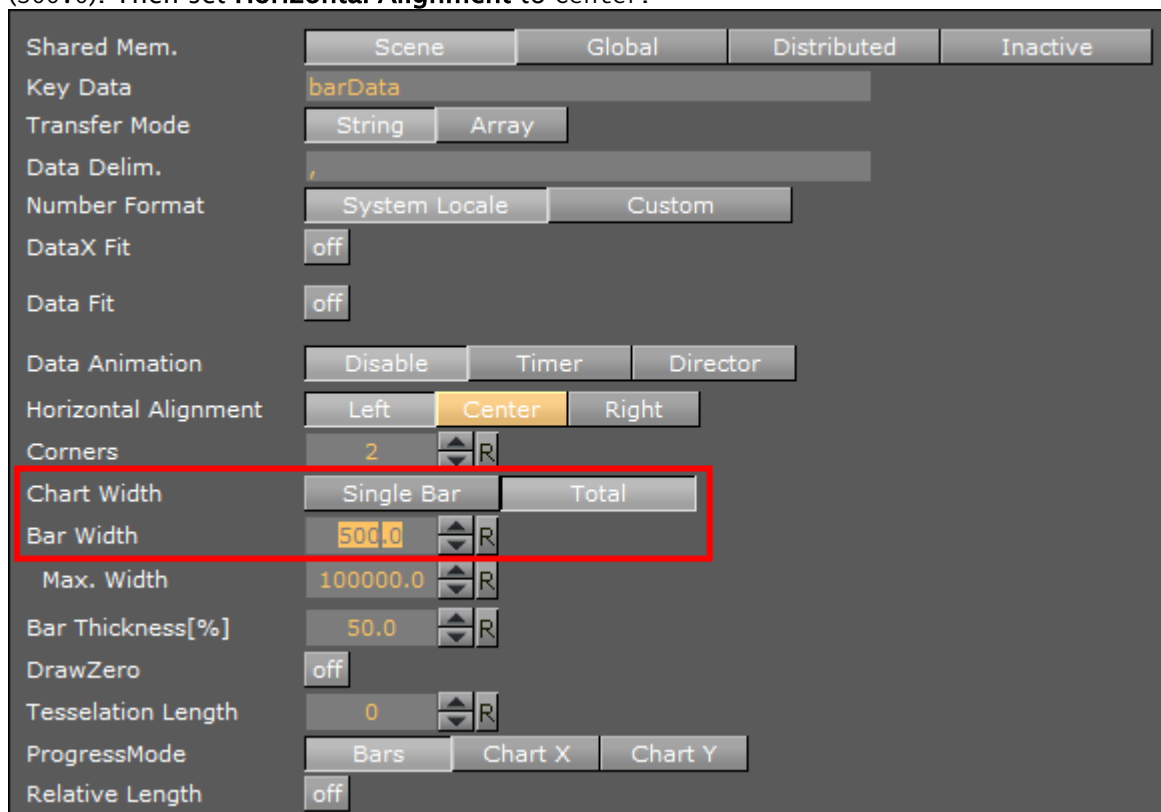 (500.0). Then set Horizontal Alignment to Center.
Shared Mem. Scene Global Distributed Inactive
Key Data barData
Transfer Mode String Array
Data Delim. ,
Number Format System Locale Custom
DataX Fit off
Data Fit off
Data Animation Disable Timer Director
Horizontal Alignment Left Center Right
Corners 2 R
Chart Width Single Bar Total
Bar Width 500.0 R
Max. Width 100000.0 R
Bar Thickness[%] 50.0 R
DrawZero off
Tesselation Length 0 R
ProgressMode Bars Chart X Chart Y
Relative Length off